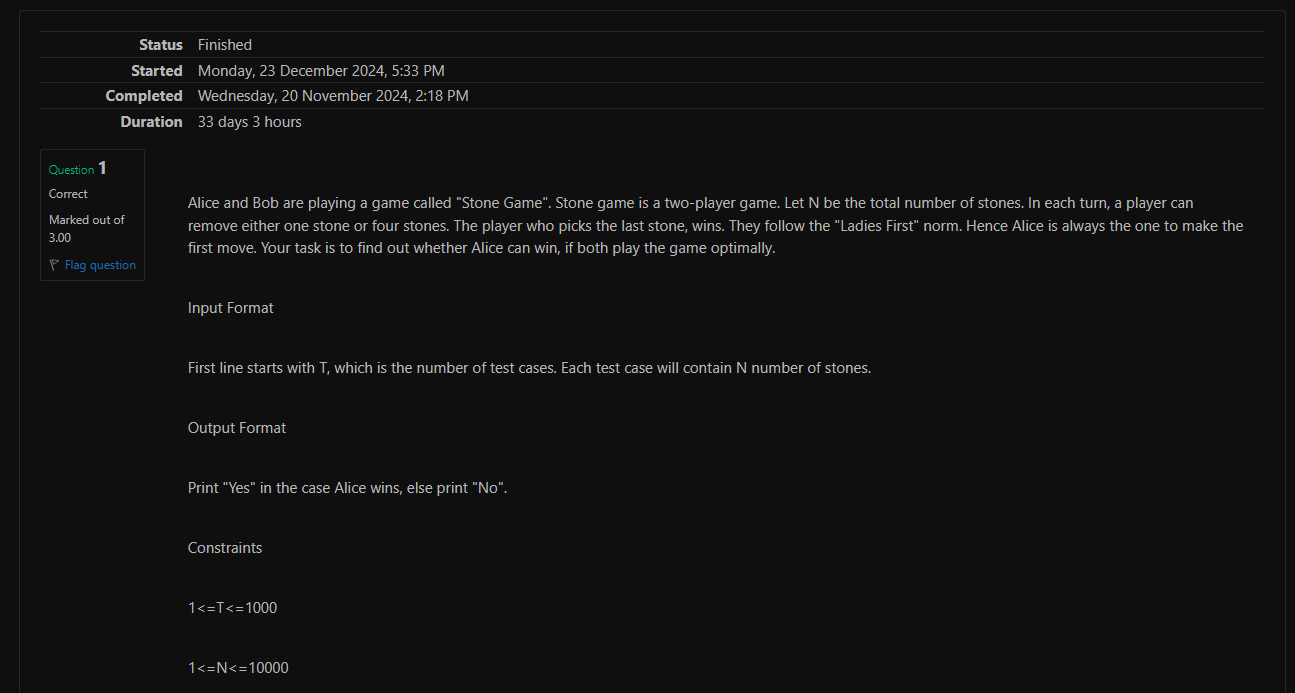 Status Finished
Started Monday, 23 December 2024, 5:33 PM
Completed Wednesday, 20 November 2024, 2:18 PM
Duration 33 days 3 hours
Question 1
Correct
Marked out of
3.00
Flag question
Alice and Bob are playing a game called "Stone Game". Stone game is a two-player game. Let N be the total number of stones. In each turn, a player can
remove either one stone or four stones. The player who picks the last stone, wins. They follow the "Ladies First" norm. Hence Alice is always the one to make the
first move. Your task is to find out whether Alice can win, if both play the game optimally.
Input Format
First line starts with T, which is the number of test cases. Each test case will contain N number of stones.
Output Format
Print "Yes" in the case Alice wins, else print "No".
Constraints
1<=T<=1000
1<=N<=10000